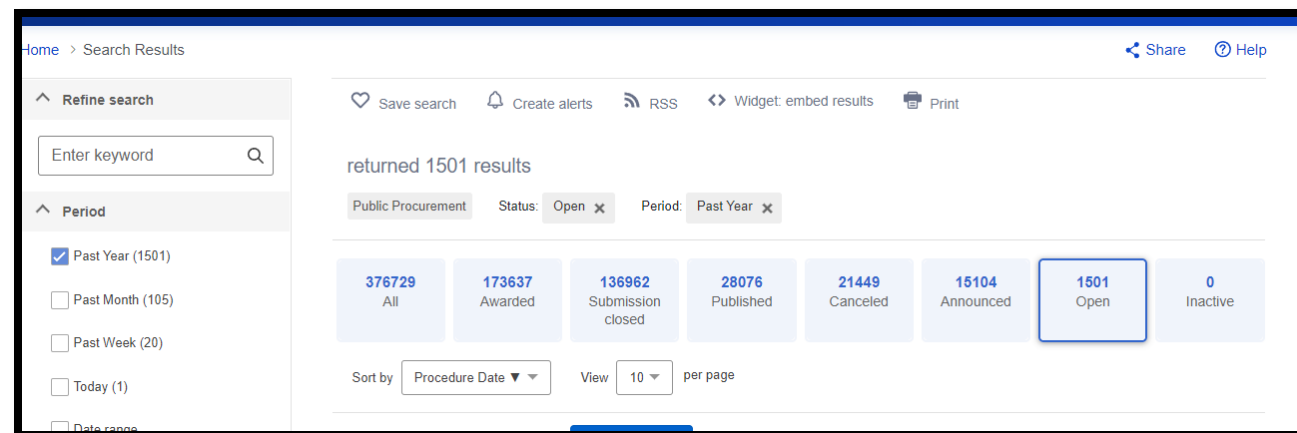 Home > Search Results
Share Help
Refine search
Enter keyword
Period
Past Year (1501)
Past Month (105)
Past Week (20)
Today (1)
Date range
Save search Create alerts RSS Widget: embed results Print
returned 1501 results
Public Procurement Status: Open Period: Past Year
376729 All
173637 Awarded
136962 Submission closed
28076 Published
21449 Canceled
15104 Announced
1501 Open
0 Inactive
Sort by Procedure Date ▼ View 10 per page